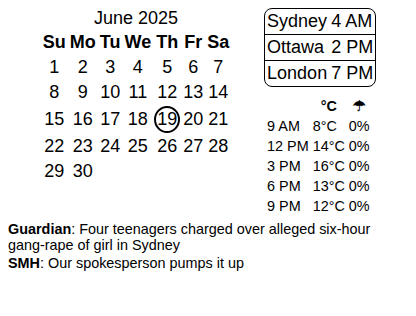 June 2025
Su Mo Tu We Th Fr Sa
1 2 3 4 5 6 7
8 9 10 11 12 13 14
15 16 17 18 19 20 21
22 23 24 25 26 27 28
29 30
Sydney 4 AM
Ottawa 2 PM
London 7 PM
°C ☂
9 AM 8°C 0%
12 PM 14°C 0%
3 PM 16°C 0%
6 PM 13°C 0%
9 PM 12°C 0%
Guardian: Four teenagers charged over alleged six-hour
gang-rape of girl in Sydney
SMH: Our spokesperson pumps it up